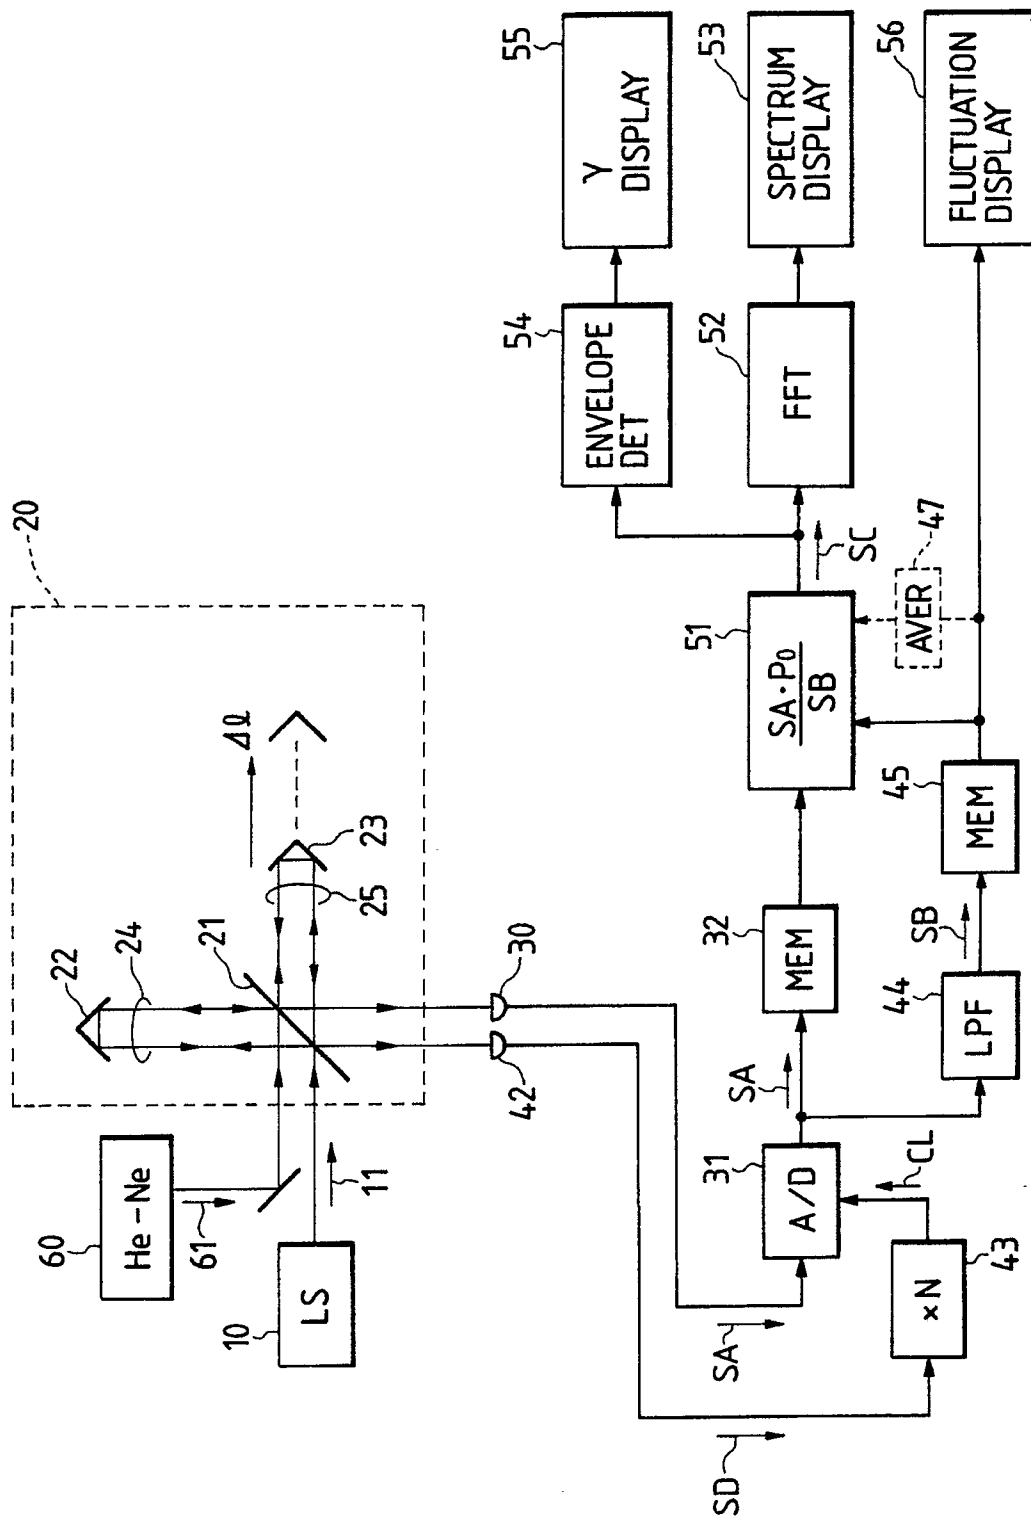 20
22
24
21
Δℓ
23
25
60
He-Ne
61
10
LS
11
30
42
SA
SD
31
A/D
CL
×N
43
SA
32
MEM
44
LPF
SB
45
MEM
51
SA·P0
SB
AVER
47
SC
54
ENVELOPE
DET
55
γ
DISPLAY
52
FFT
53
SPECTRUM
DISPLAY
56
FLUCTUATION
DISPLAY